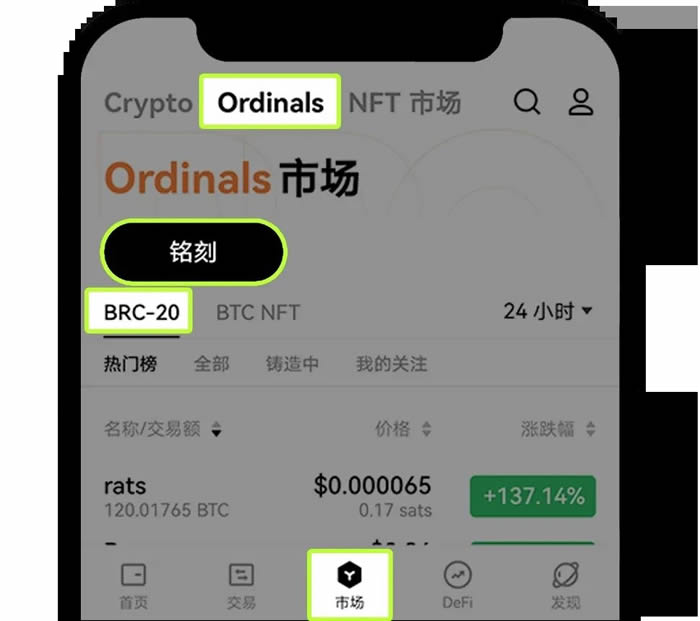 Crypto Ordinals NFT 市场
Ordinals 市场
铭刻
BRC-20 BTC NFT 24 小时
热门榜 全部 铸造中 我的关注
名称/交易额 价格 涨跌幅
rats $0.000065 +137.14%
120.01765 BTC 0.17 sats
首页 交易 市场 DeFi 发现